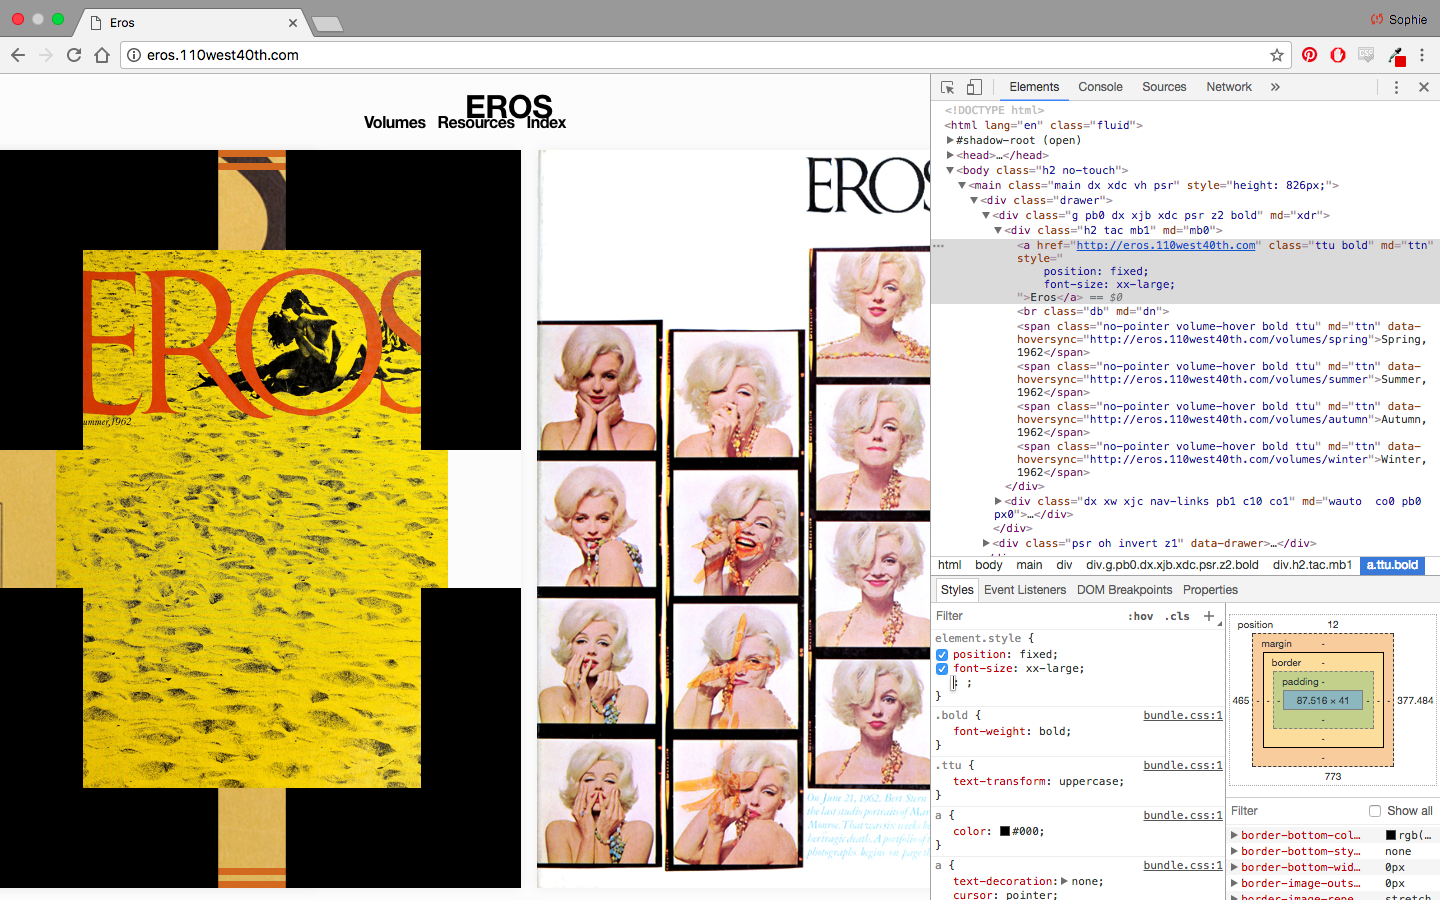 Eros
Sophie
eros.110west40th.com
EROS
Volumes Resources Index
EROS
ummer, 1962
EROS
On June 21, 1962, Bert Stern
the last studio portraits of Mar
Monroe. That was six weeks be
photographs begins on page th
Elements Console Sources Network »
<!DOCTYPE html>
<html lang="en" class="fluid">
▶#shadow-root (open)
▶<head>…</head>
▼<body class="h2 no-touch">
▼<main class="main dx xdc vh psr" style="height: 826px;">
▼<div class="drawer">
▼<div class="g pb0 dx xjb xdc psr z2 bold" md="xdr">
▼<div class="h2 tac mb1" md="mb0">
<a href="http://eros.110west40th.com" class="ttu bold" md="ttn"
style="
position: fixed;
font-size: xx-large;
">Eros</a> == $0
<br class="db" md="dn">
<span class="no-pointer volume-hover bold ttu" md="ttn" data-
hoversync="http://eros.110west40th.com/volumes/spring">Spring,
1962</span>
<span class="no-pointer volume-hover bold ttu" md="ttn" data-
hoversync="http://eros.110west40th.com/volumes/summer">Summer,
1962</span>
<span class="no-pointer volume-hover bold ttu" md="ttn" data-
hoversync="http://eros.110west40th.com/volumes/autumn">Autumn,
1962</span>
<span class="no-pointer volume-hover bold ttu" md="ttn" data-
hoversync="http://eros.110west40th.com/volumes/winter">Winter,
1962</span>
</div>
▶<div class="dx xw xjc nav-links pb1 c10 co1" md="wauto  co0 pb0
px0">…</div>
</div>
▶<div class="psr oh invert z1" data-drawer>…</div>
html body main div div.g.pb0.dx.xjb.xdc.psr.z2.bold div.h2.tac.mb1 a.ttu.bold
Styles Event Listeners DOM Breakpoints Properties
Filter :hov .cls +
element.style {
position: fixed;
font-size: xx-large;
: ;
}
.bold { bundle.css:1
font-weight: bold;
}
.ttu { bundle.css:1
text-transform: uppercase;
}
a { bundle.css:1
color: #000;
}
a { bundle.css:1
text-decoration:▶none;
cursor: pointer;
position 12
margin -
border -
padding -
465 - - - 87.516 × 41 - - - 377.484
-
-
-
773
Filter Show all
▶border-bottom-col… rgb(…
▶border-bottom-sty… none
▶border-bottom-wid… 0px
▶border-image-outs… 0px
▶border-image-repe… stretch